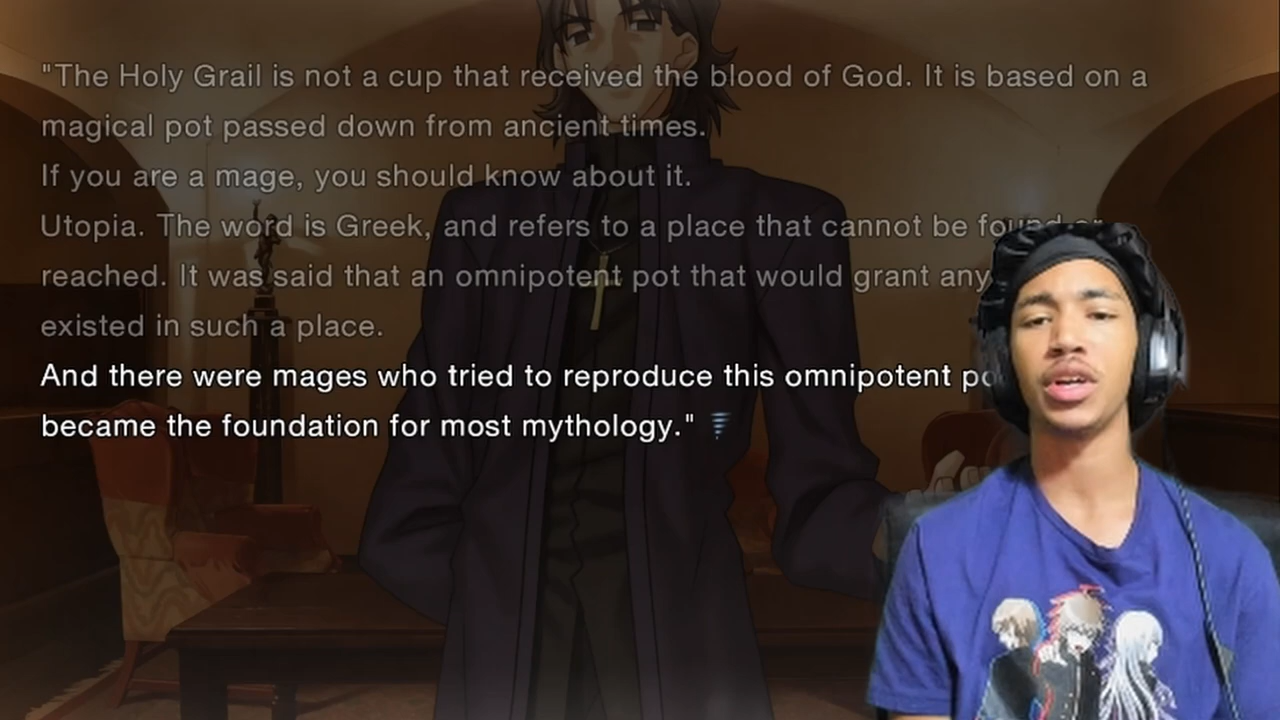 "The Holy Grail is not a cup that received the blood of God. It is based on a
magical pot passed down from ancient times.
If you are a mage, you should know about it.
Utopia. The word is Greek, and refers to a place that cannot be found or
reached. It was said that an omnipotent pot that would grant any
existed in such a place.
And there were mages who tried to reproduce this omnipotent
became the foundation for most mythology."